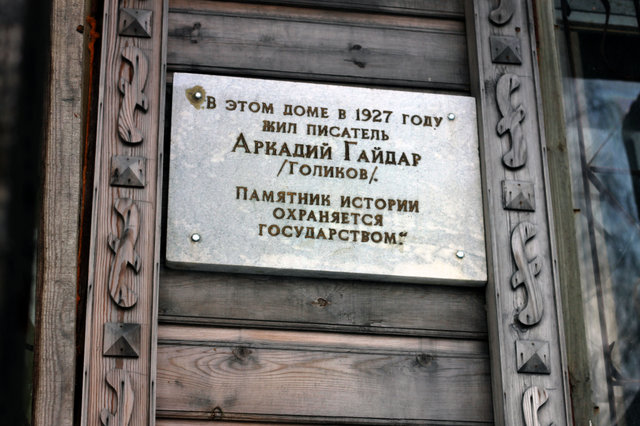 В этом доме в 1927 году
жил писатель
Аркадий Гайдар
/Голиков/.
Памятник истории
охраняется
государством.